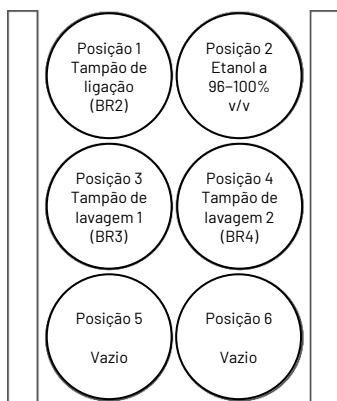 Posição 1
Tampão de
ligação
(BR2)
Posição 2
Etanol a
96–100%
v/v
Posição 3
Tampão de
lavagem 1
(BR3)
Posição 4
Tampão de
lavagem 2
(BR4)
Posição 5
Vazio
Posição 6
Vazio